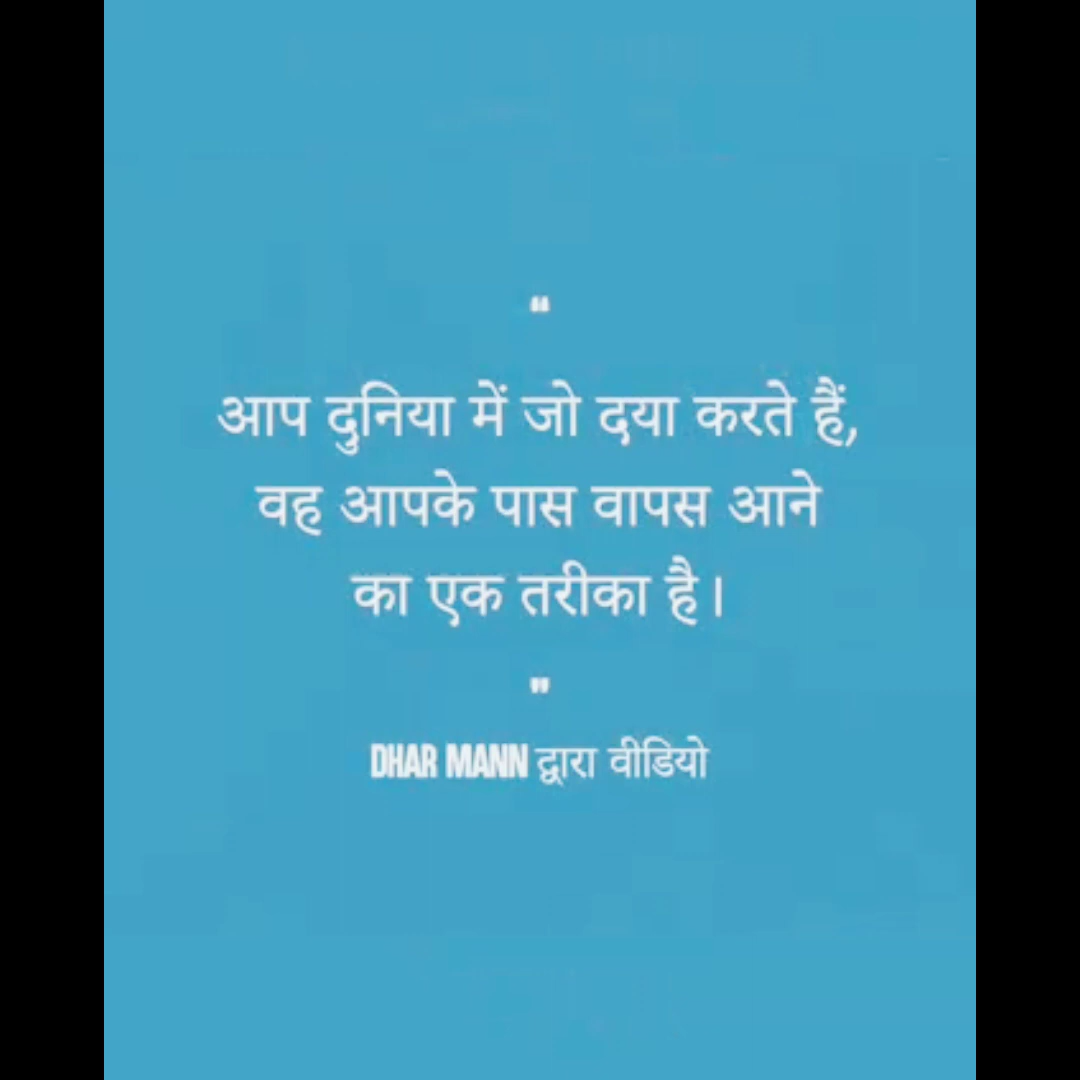 "
आप दुनिया में जो दया करते हैं,
वह आपके पास वापस आने
का एक तरीका है।
"
DHAR MANN द्वारा वीडियो